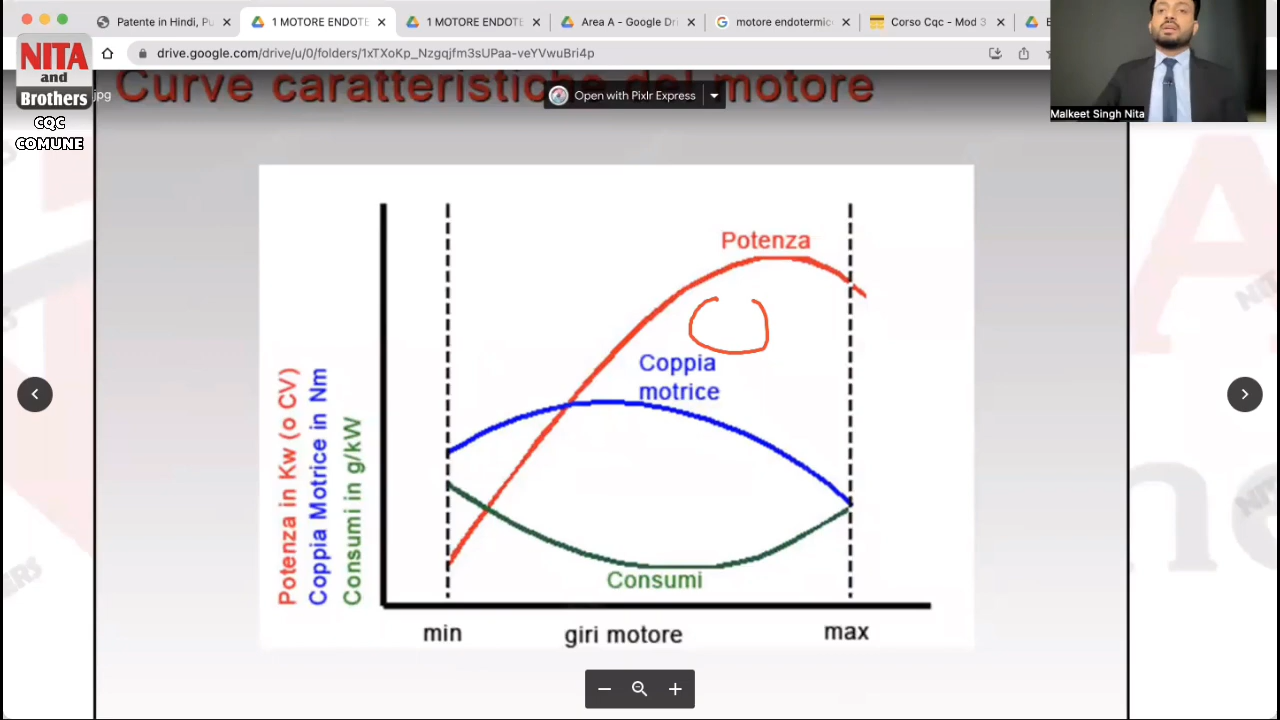 Patente in Hindi, Pu
1 MOTORE ENDOTE
1 MOTORE ENDOTE
Area A - Google Dri
motore endotermic
Corso Cqc - Mod 3
drive.google.com/drive/u/0/folders/1xTXoKp_Nzgqjfm3sUPaa-veYVwuBri4p
NITA
and
Brothers
CQC
COMUNE
jpg
Curve caratteristiche del motore
Open with Pixlr Express
Malkeet Singh Nita
Potenza
Coppia
motrice
Consumi
Potenza in Kw (o CV)
Coppia Motrice in Nm
Consumi in g/kW
min
giri motore
max